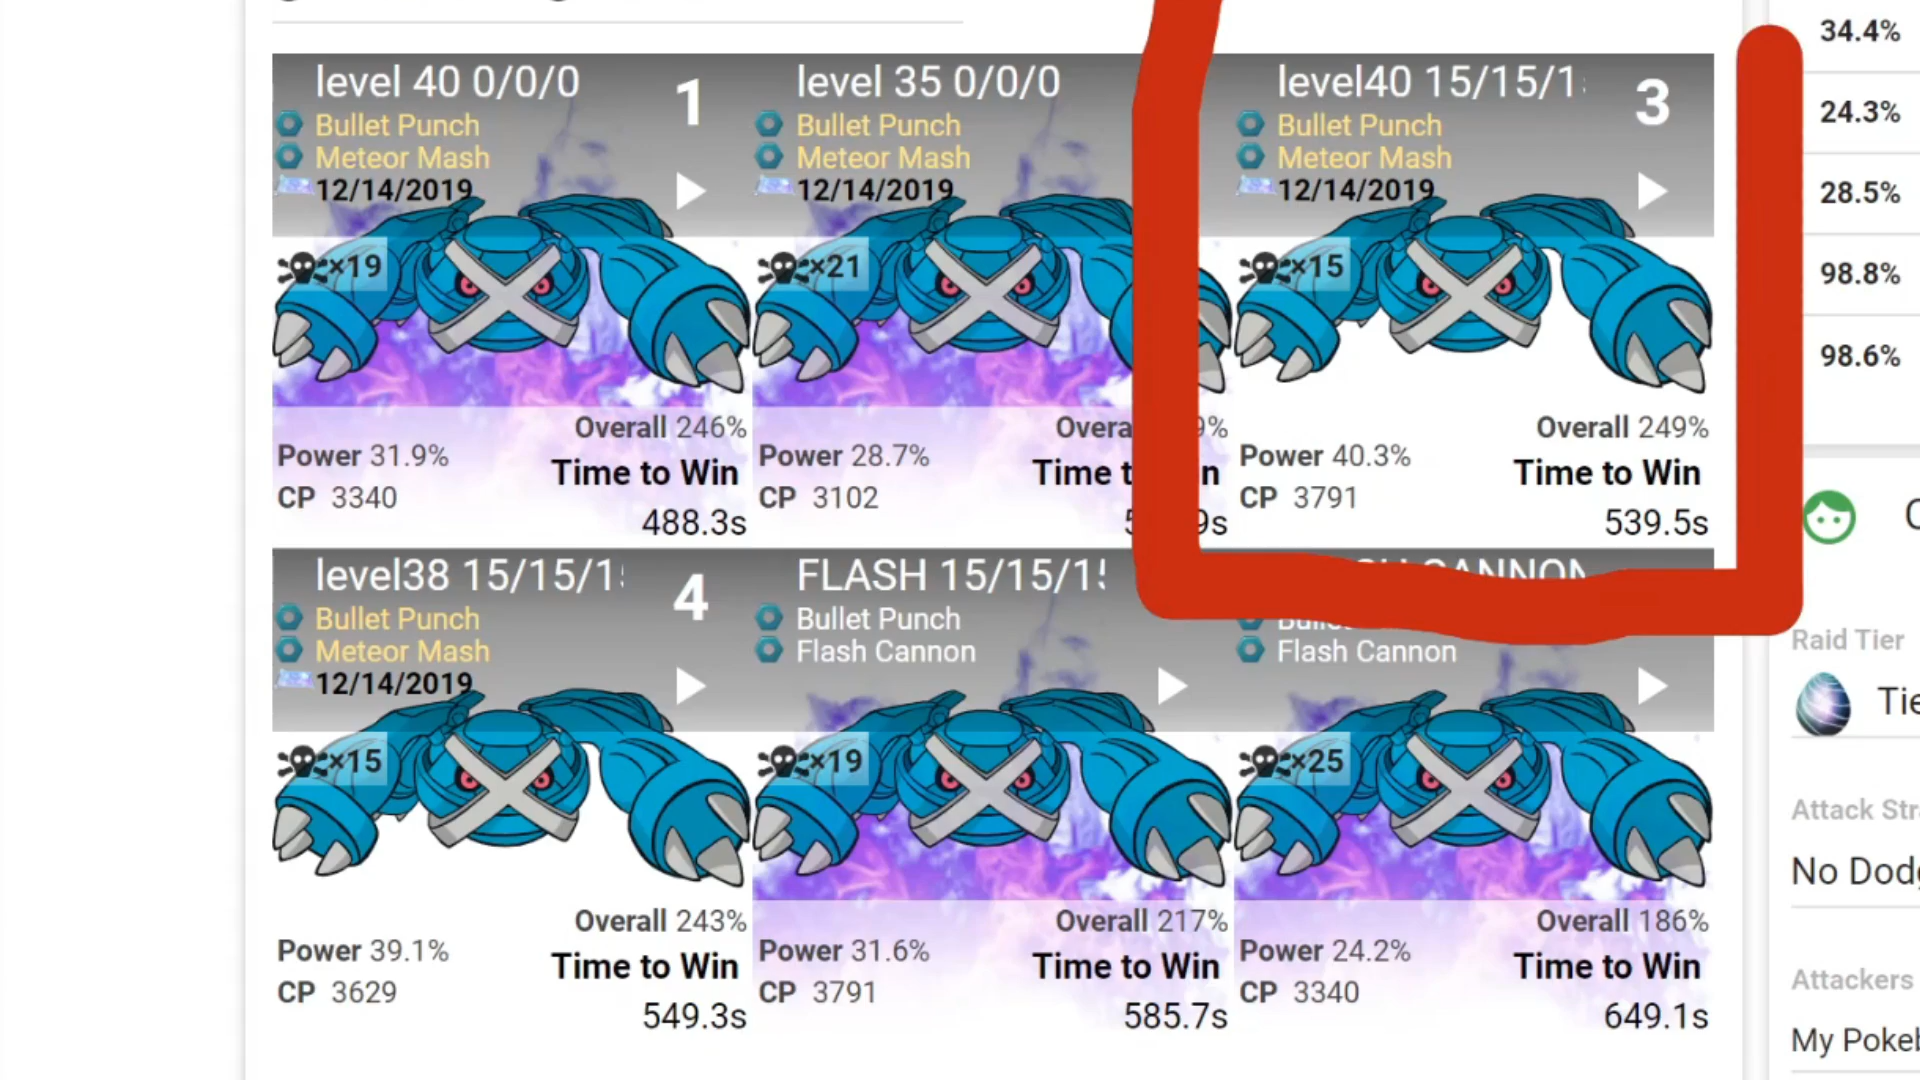 level 40 0/0/0
1
Bullet Punch
Meteor Mash
12/14/2019
×19
Overall 246%
Power 31.9%
Time to Win
CP 3340
488.3s
level 35 0/0/0
Bullet Punch
Meteor Mash
12/14/2019
×21
Power 28.7%
Time
CP 3102
level40 15/15/1
3
Bullet Punch
Meteor Mash
12/14/2019
×15
Overall 249%
Power 40.3%
Time to Win
CP 3791
539.5s
level38 15/15/1
4
Bullet Punch
Meteor Mash
12/14/2019
×15
Overall 243%
Power 39.1%
Time to Win
CP 3629
549.3s
FLASH 15/15/15
Bullet Punch
Flash Cannon
×19
Overall 217%
Power 31.6%
Time to Win
CP 3791
585.7s
CANNON
Flash Cannon
×25
Overall 186%
Power 24.2%
Time to Win
CP 3340
649.1s
34.4%
24.3%
28.5%
98.8%
98.6%
Raid Tier
Tie
Attack Str
No Dod
Attackers
My Pokeb